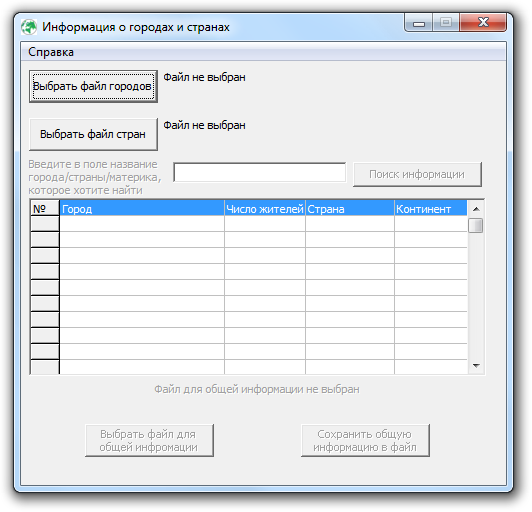 Информация о городах и странах
Справка
Выбрать файл городов
Файл не выбран
Выбрать файл стран
Файл не выбран
Введите в поле название
города/страны/материка,
которое хотите найти
Поиск информации
№ Город Число жителей Страна Континент
Файл для общей информации не выбран
Выбрать файл для
общей инфромации
Сохранить общую
информацию в файл